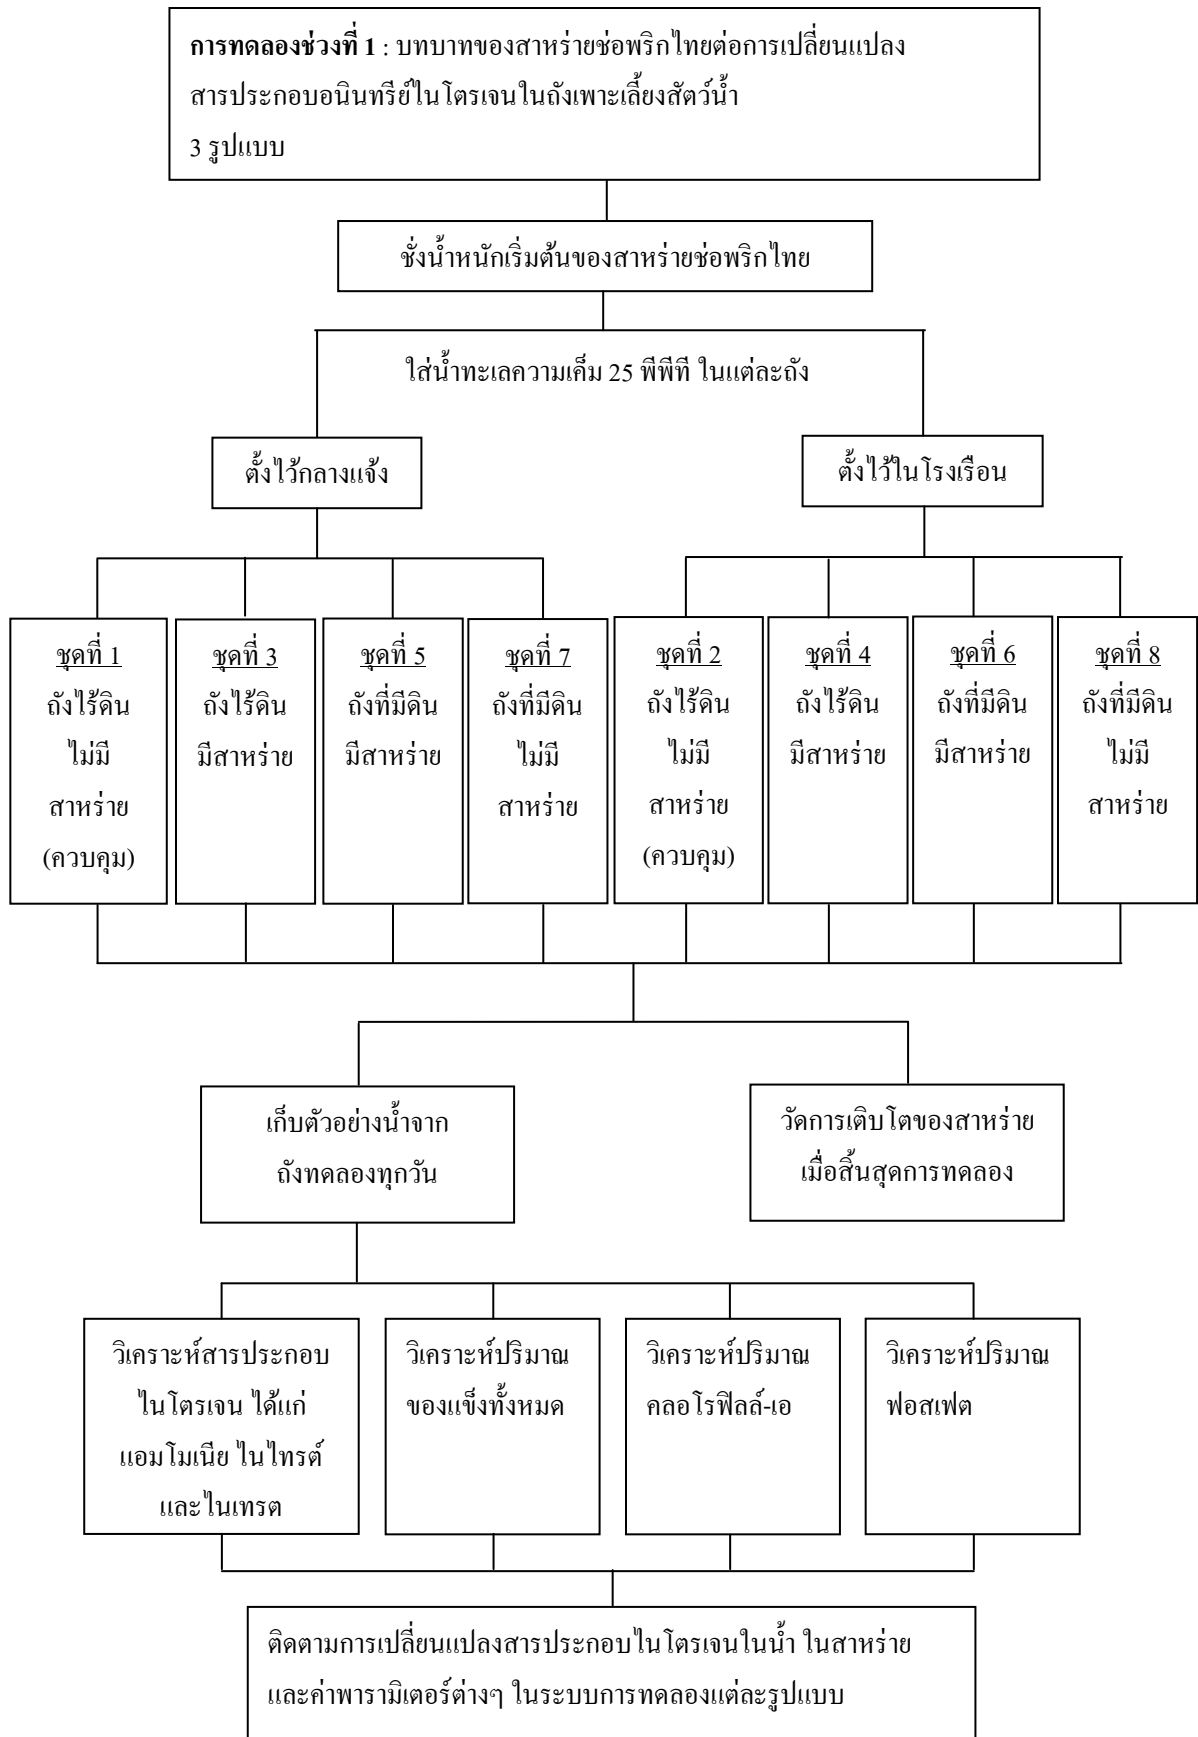 การทดลองช่วงที่ 1 : บทบาทของสาหร่ายช่อพริกไทยต่อการเปลี่ยนแปลง
สารประกอบอนินทรีย์ไนโตรเจนในถังเพาะเลี้ยงสัตว์น้ำ
3 รูปแบบ
ชั่งน้ำหนักเริ่มต้นของสาหร่ายช่อพริกไทย
ใส่น้ำทะเลความเค็ม 25 พีพีที ในแต่ละถัง
ตั้งไว้กลางแจ้ง
ตั้งไว้ในโรงเรือน
ชุดที่ 1
ถังไร้ดิน
ไม่มี
สาหร่าย
(ควบคุม)
ชุดที่ 3
ถังไร้ดิน
มีสาหร่าย
ชุดที่ 5
ถังที่มีดิน
มีสาหร่าย
ชุดที่ 7
ถังที่มีดิน
ไม่มี
สาหร่าย
ชุดที่ 2
ถังไร้ดิน
ไม่มี
สาหร่าย
(ควบคุม)
ชุดที่ 4
ถังไร้ดิน
มีสาหร่าย
ชุดที่ 6
ถังที่มีดิน
มีสาหร่าย
ชุดที่ 8
ถังที่มีดิน
ไม่มี
สาหร่าย
เก็บตัวอย่างน้ำจาก
ถังทดลองทุกวัน
วัดการเติบโตของสาหร่าย
เมื่อสิ้นสุดการทดลอง
วิเคราะห์สารประกอบ
ไนโตรเจน ได้แก่
แอมโมเนีย ไนไทรต์
และไนเทรต
วิเคราะห์ปริมาณ
ของแข็งทั้งหมด
วิเคราะห์ปริมาณ
คลอโรฟิลล์-เอ
วิเคราะห์ปริมาณ
ฟอสเฟต
ติดตามการเปลี่ยนแปลงสารประกอบไนโตรเจนในน้ำ ในสาหร่าย
และค่าพารามิเตอร์ต่างๆ ในระบบการทดลองแต่ละรูปแบบ